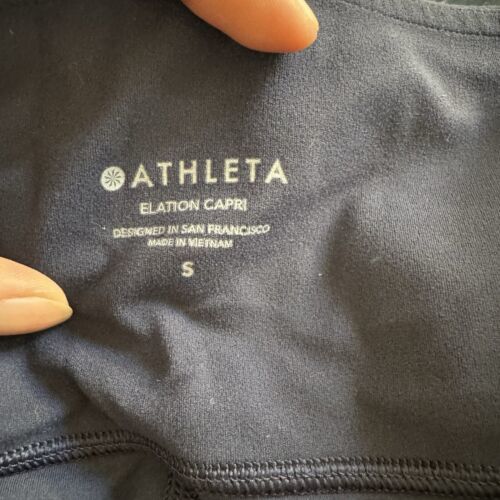 ATHLETA
ELATION CAPRI
DESIGNED IN SAN FRANCISCO
MADE IN VIETNAM
S